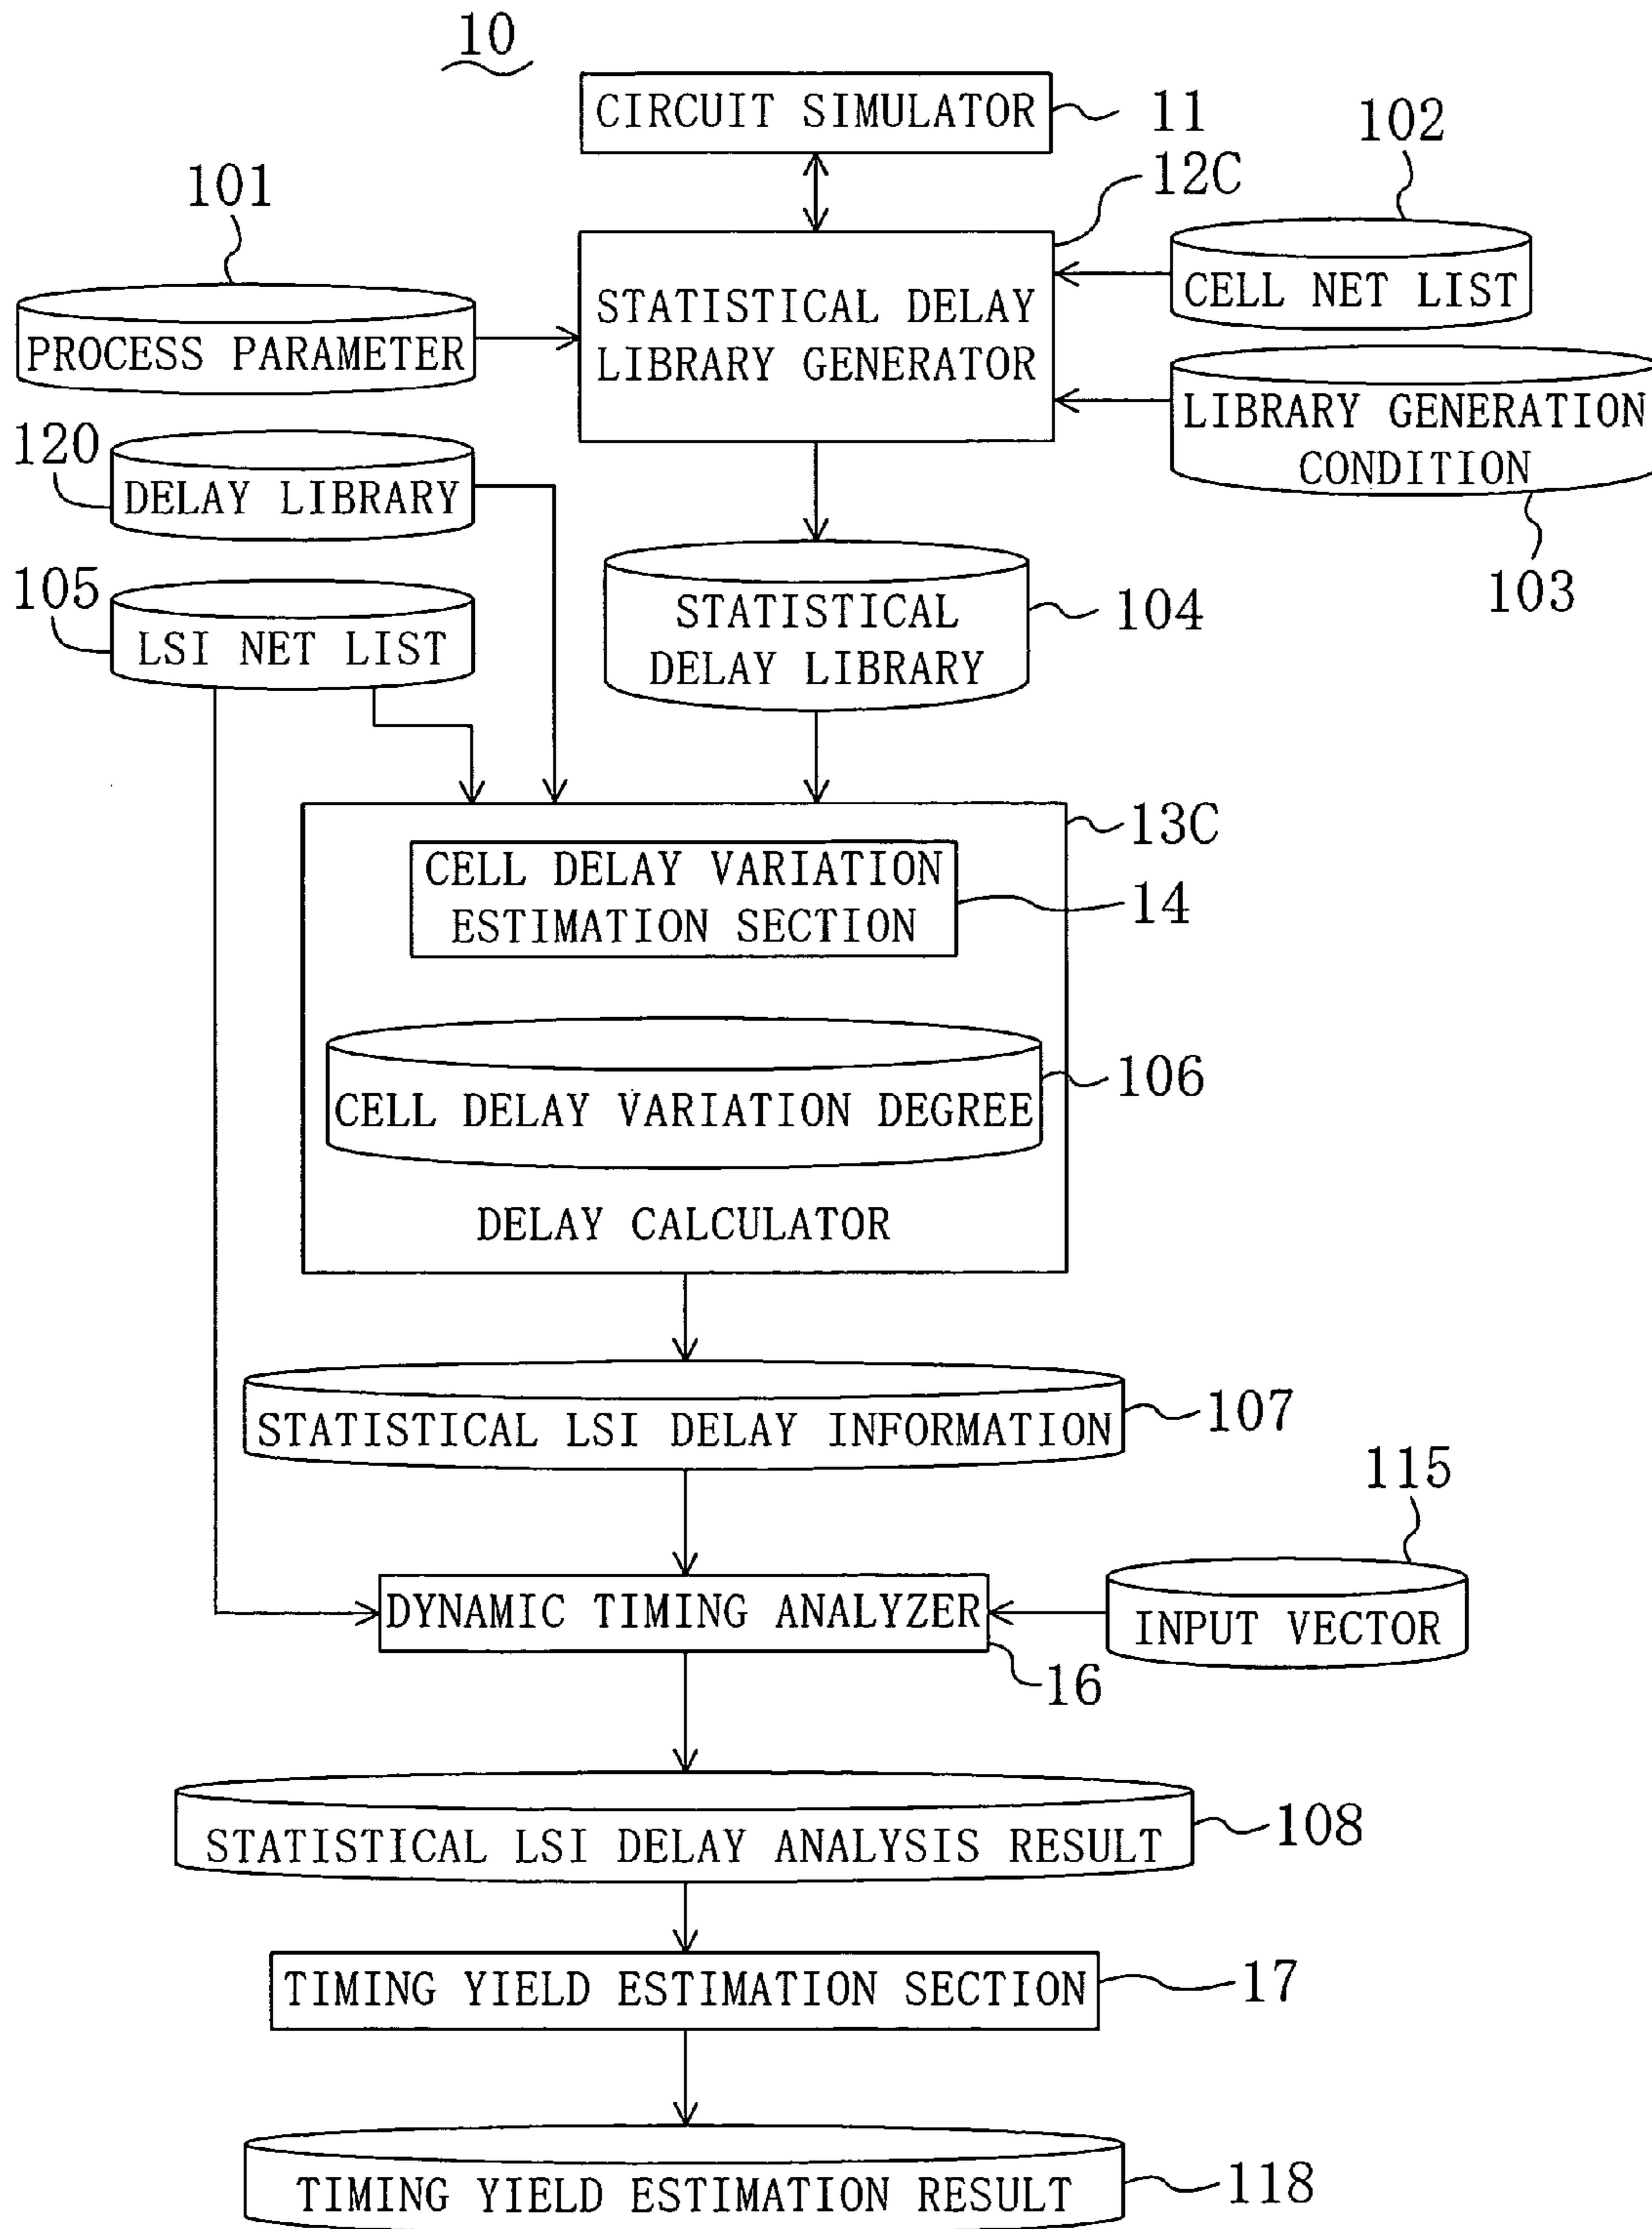 10
CIRCUIT SIMULATOR
11
102
12C
101
CELL NET LIST
STATISTICAL DELAY
LIBRARY GENERATOR
PROCESS PARAMETER
LIBRARY GENERATION
CONDITION
120
DELAY LIBRARY
103
105
LSI NET LIST
STATISTICAL
DELAY LIBRARY
104
13C
CELL DELAY VARIATION
ESTIMATION SECTION
14
CELL DELAY VARIATION DEGREE
106
DELAY CALCULATOR
STATISTICAL LSI DELAY INFORMATION
107
115
DYNAMIC TIMING ANALYZER
INPUT VECTOR
16
STATISTICAL LSI DELAY ANALYSIS RESULT
108
TIMING YIELD ESTIMATION SECTION
17
TIMING YIELD ESTIMATION RESULT
118